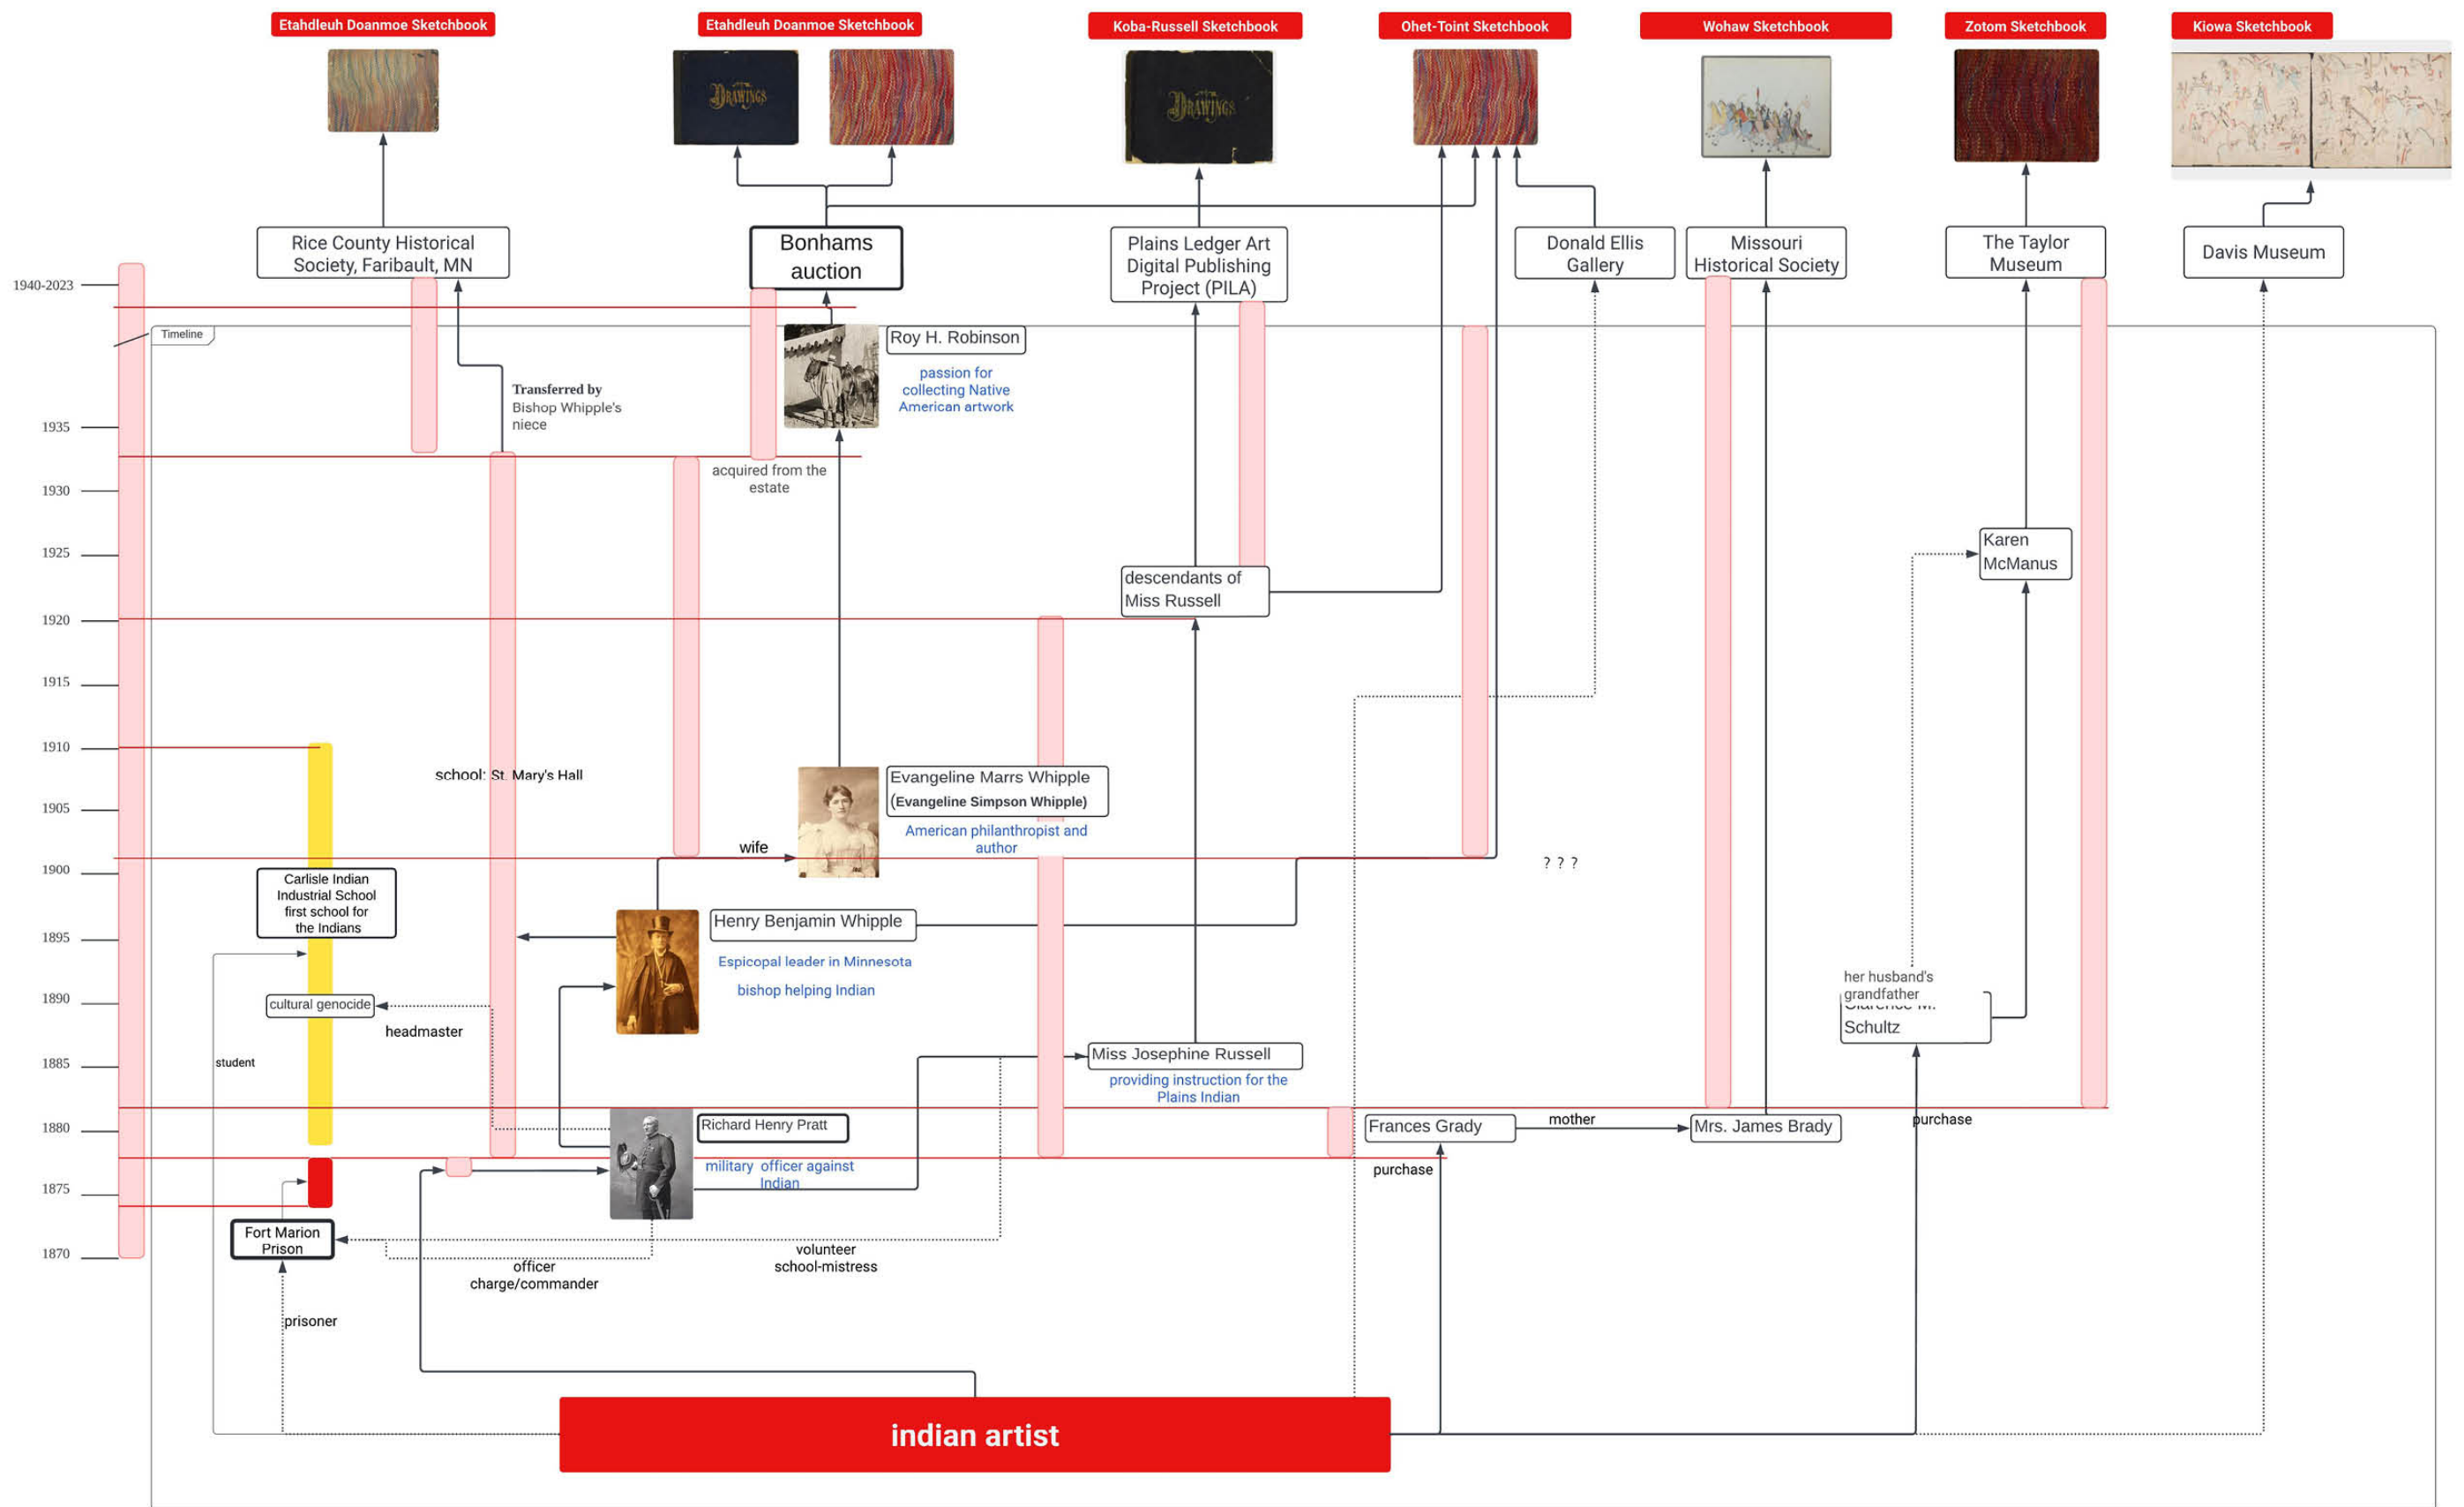 Etahdleuh Doanmoe Sketchbook
Etahdleuh Doanmoe Sketchbook
Koba-Russell Sketchbook
Ohet-Toint Sketchbook
Wohaw Sketchbook
Zotom Sketchbook
Kiowa Sketchbook
DRAWINGS
DRAWINGS
Rice County Historical
Society, Faribault, MN
Bonhams
auction
Plains Ledger Art
Digital Publishing
Project (PILA)
Donald Ellis
Gallery
Missouri
Historical Society
The Taylor
Museum
Davis Museum
1940-2023
Timeline
Roy H. Robinson
passion for
collecting Native
American artwork
Transferred by
Bishop Whipple's
niece
1935
acquired from the
estate
1930
1925
Karen
McManus
descendants of
Miss Russell
1920
1915
1910
school: St. Mary's Hall
Evangeline Marrs Whipple
(Evangeline Simpson Whipple)
American philanthropist and
author
1905
wife
1900
? ? ?
Carlisle Indian
Industrial School
first school for
the Indians
1895
Henry Benjamin Whipple
Espicopal leader in Minnesota
bishop helping Indian
her husband's
grandfather
Clarence M.
Schultz
1890
cultural genocide
headmaster
student
1885
Miss Josephine Russell
providing instruction for the
Plains Indian
1880
Richard Henry Pratt
military officer against
Indian
Frances Grady
mother
Mrs. James Brady
purchase
purchase
1875
Fort Marion
Prison
1870
officer
charge/commander
volunteer
school-mistress
prisoner
indian artist